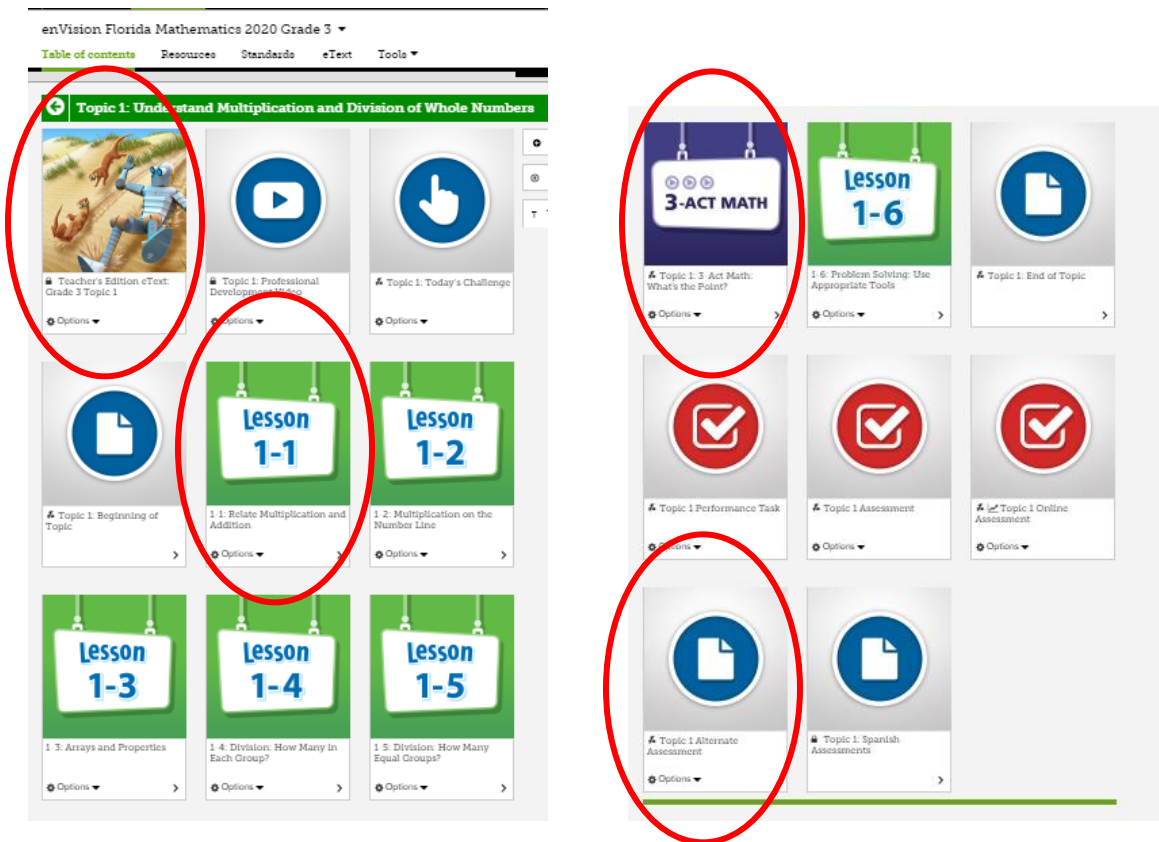 enVision Florida Mathematics 2020 Grade 3
Table of contents Resources Standards eText Tools
Topic 1: Understand Multiplication and Division of Whole Numbers
Teacher's Edition eText:
Grade 3 Topic 1
Options
Topic 1: Professional
Development Video
Options
Topic 1: Today's Challenge
Options
Topic 1: Beginning of
Topic
Lesson
1-1
1-1: Relate Multiplication and
Addition
Options
Lesson
1-2
1-2: Multiplication on the
Number Line
Options
Lesson
1-3
1-3: Arrays and Properties
Options
Lesson
1-4
1-4: Division: How Many in
Each Group?
Options
Lesson
1-5
1-5: Division: How Many
Equal Groups?
Options
3-ACT MATH
Topic 1: 3-Act Math:
What's the Point?
Options
Lesson
1-6
1-6: Problem Solving: Use
Appropriate Tools
Options
Topic 1: End of Topic
Topic 1 Performance Task
Options
Topic 1 Assessment
Options
Topic 1 Online
Assessment
Options
Topic 1 Alternate
Assessment
Options
Topic 1: Spanish
Assessments